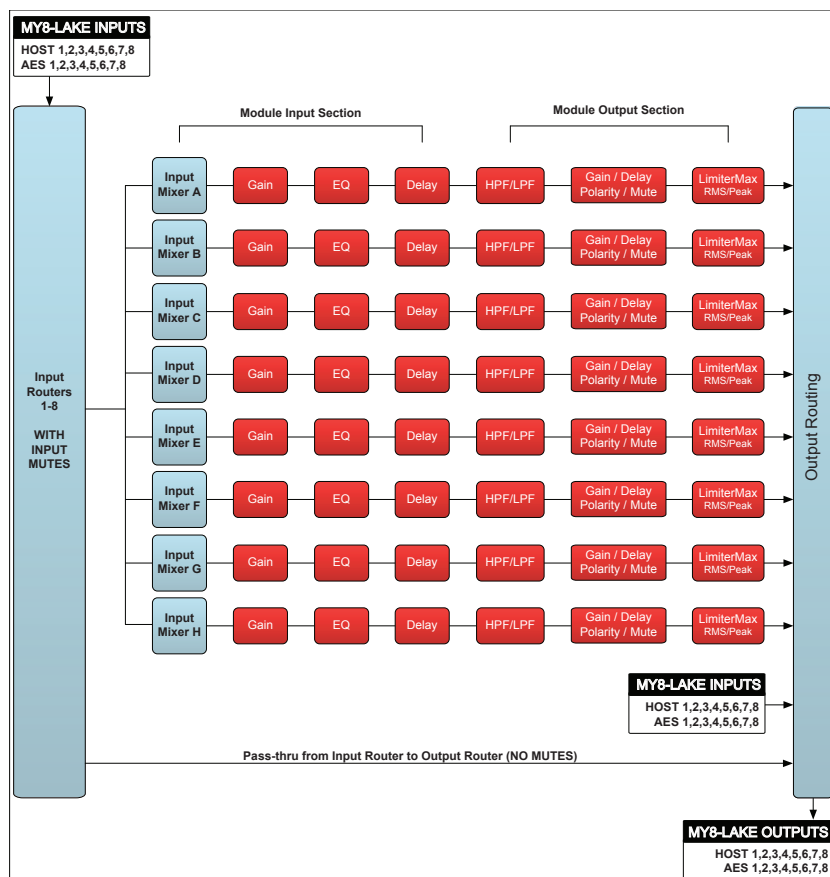 MY8-LAKE INPUTS
HOST 1,2,3,4,5,6,7,8
AES 1,2,3,4,5,6,7,8
Module Input Section
Module Output Section
Input
Routers
1-8
WITH
INPUT
MUTES
Input
Mixer A
Gain
EQ
Delay
HPF/LPF
Gain / Delay
Polarity / Mute
LimiterMax
RMS/Peak
Input
Mixer B
Gain
EQ
Delay
HPF/LPF
Gain / Delay
Polarity / Mute
LimiterMax
RMS/Peak
Input
Mixer C
Gain
EQ
Delay
HPF/LPF
Gain / Delay
Polarity / Mute
LimiterMax
RMS/Peak
Input
Mixer D
Gain
EQ
Delay
HPF/LPF
Gain / Delay
Polarity / Mute
LimiterMax
RMS/Peak
Input
Mixer E
Gain
EQ
Delay
HPF/LPF
Gain / Delay
Polarity / Mute
LimiterMax
RMS/Peak
Input
Mixer F
Gain
EQ
Delay
HPF/LPF
Gain / Delay
Polarity / Mute
LimiterMax
RMS/Peak
Input
Mixer G
Gain
EQ
Delay
HPF/LPF
Gain / Delay
Polarity / Mute
LimiterMax
RMS/Peak
Input
Mixer H
Gain
EQ
Delay
HPF/LPF
Gain / Delay
Polarity / Mute
LimiterMax
RMS/Peak
Output Routing
MY8-LAKE INPUTS
HOST 1,2,3,4,5,6,7,8
AES 1,2,3,4,5,6,7,8
Pass-thru from Input Router to Output Router (NO MUTES)
MY8-LAKE OUTPUTS
HOST 1,2,3,4,5,6,7,8
AES 1,2,3,4,5,6,7,8